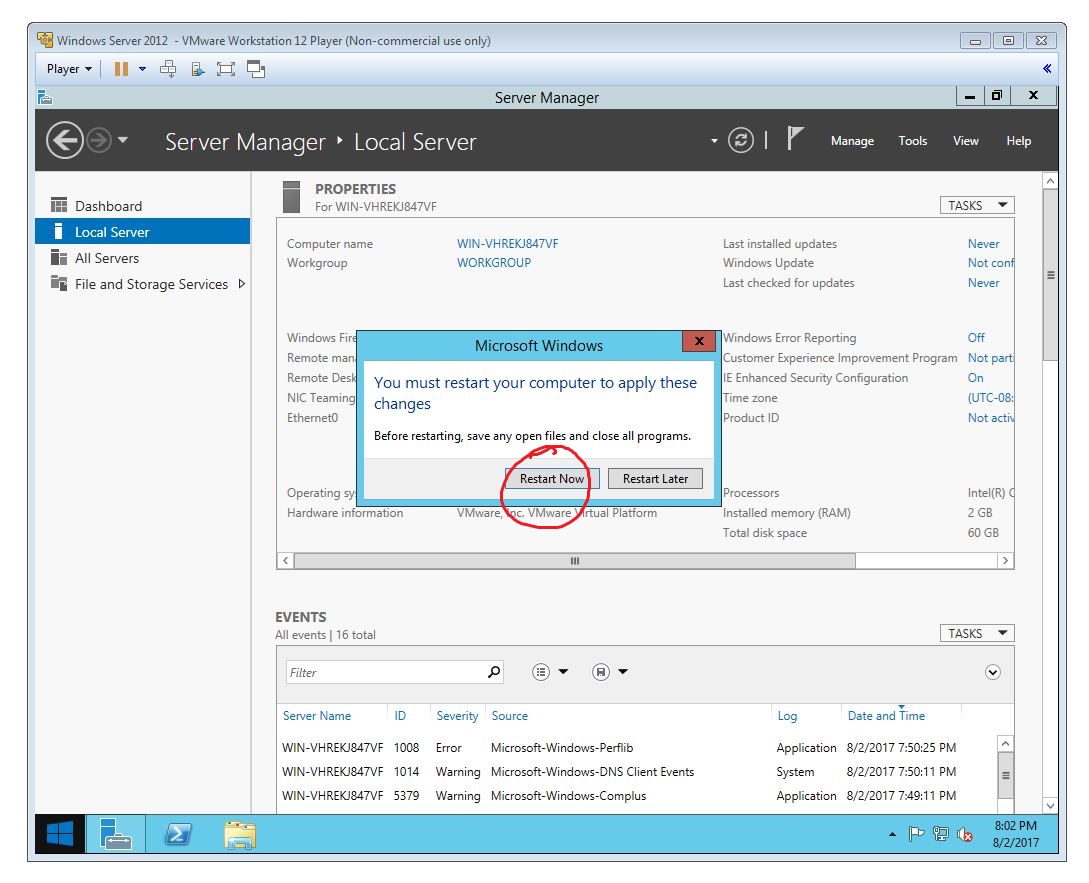 Windows Server 2012 - VMware Workstation 12 Player (Non-commercial use only)
Player
Server Manager
Server Manager ‣ Local Server
Manage Tools View Help
Dashboard
Local Server
All Servers
File and Storage Services
PROPERTIES
For WIN-VHREKJ847VF
TASKS
Computer name WIN-VHREKJ847VF Last installed updates Never
Workgroup WORKGROUP Windows Update Not conf
Last checked for updates Never
Windows Fire Windows Error Reporting Off
Remote man Customer Experience Improvement Program Not parti
Remote Desk IE Enhanced Security Configuration On
NIC Teaming Time zone (UTC-08:
Ethernet0 Product ID Not activ
Microsoft Windows
You must restart your computer to apply these
changes
Before restarting, save any open files and close all programs.
Restart Now Restart Later
Operating sy Processors Intel(R) C
Hardware information VMware, Inc. VMware Virtual Platform Installed memory (RAM) 2 GB
Total disk space 60 GB
EVENTS
All events | 16 total
TASKS
Filter
Server Name ID Severity Source Log Date and Time
WIN-VHREKJ847VF 1008 Error Microsoft-Windows-Perflib Application 8/2/2017 7:50:25 PM
WIN-VHREKJ847VF 1014 Warning Microsoft-Windows-DNS Client Events System 8/2/2017 7:50:11 PM
WIN-VHREKJ847VF 5379 Warning Microsoft-Windows-Complus Application 8/2/2017 7:49:11 PM
8:02 PM
8/2/2017